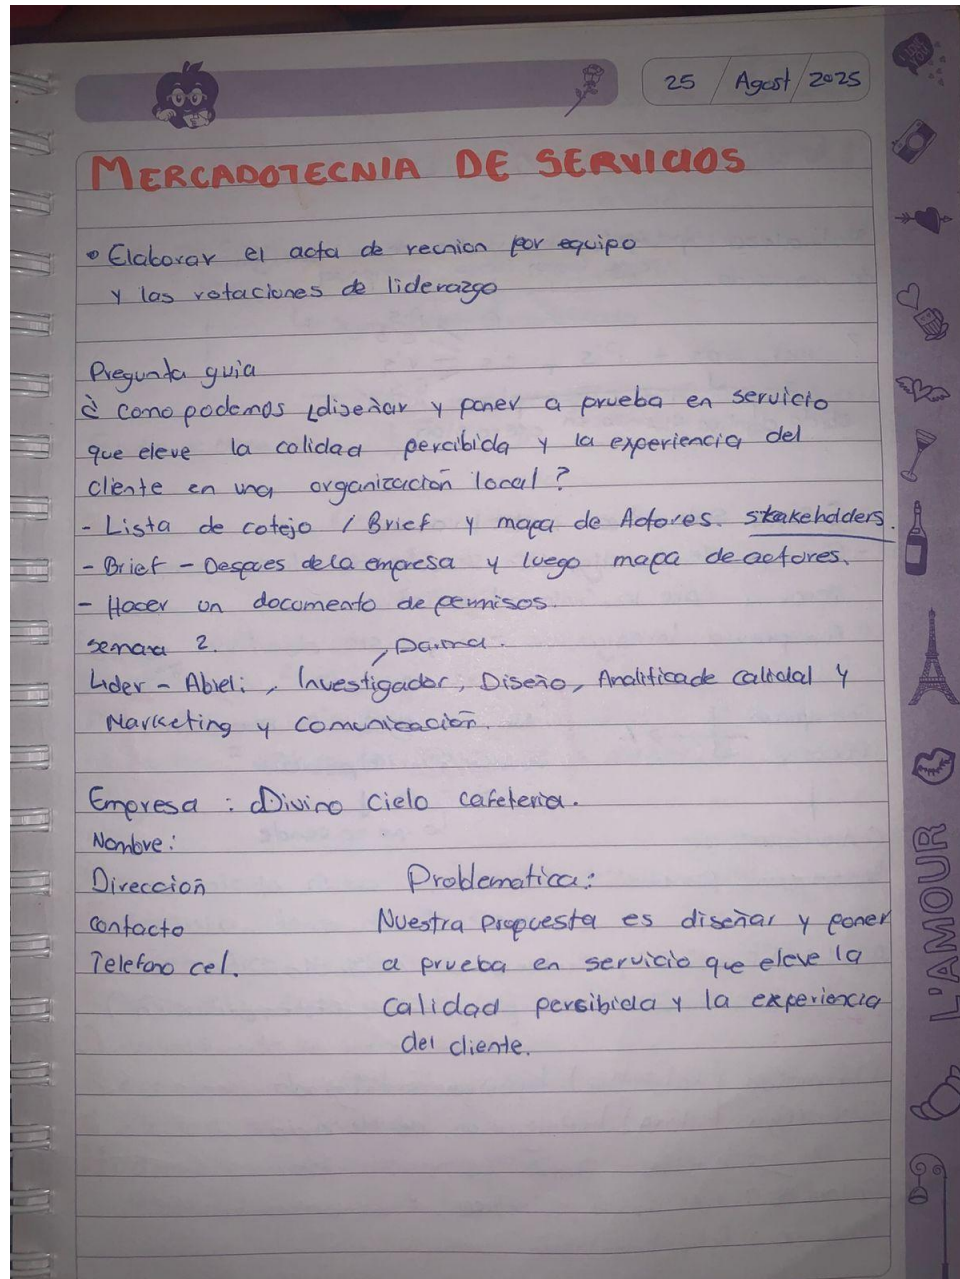 25 / Agost / 2025
MERCADOTECNIA DE SERVICIOS
• Elaborar el acta de reunion por equipo
y las rotaciones de liderazgo
Pregunta guia
¿ Como podemos diseñar y poner a prueba en servicio
que eleve la calidad percibida y la experiencia del
cliente en una organización local ?
- Lista de cotejo / Brief y mapa de Actores. stakeholders.
- Brief - Despues de la empresa y luego mapa de actores.
- Hacer un documento de permisos.
semana 2.
Danna.
Lider - Abieli, Investigador, Diseño, Analitica de calidad y
Marketing y comunicación.
Empresa : Divino Cielo cafeteria.
Nombre:
Dirección
Problematica:
contacto
Nuestra Propuesta es diseñar y poner
Telefono cel.
a prueba en servicio que eleve la
calidad persibida y la experiencia
del cliente.
L'AMOUR